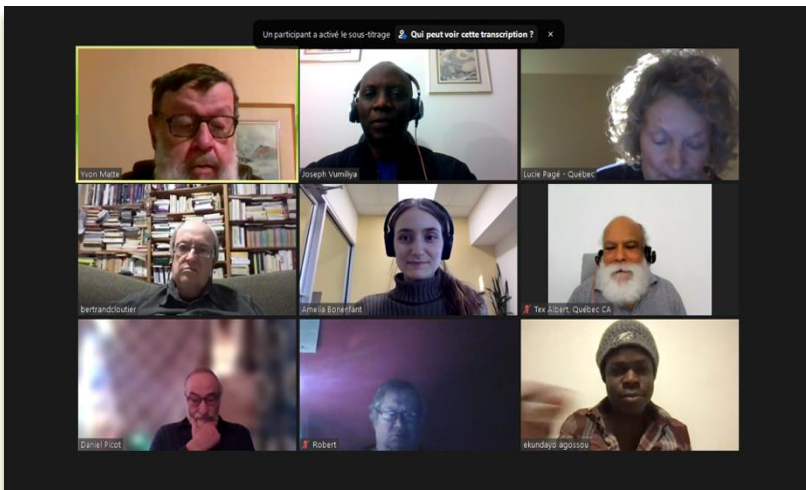 Un participant a activé le sous-titrage Qui peut voir cette transcription ? ×
Yvon Matte
Joseph Vumiliya
Lucie Pagé - Québec
bertrandcloutier
Amelia Bonenfant
Tex Albert, Québec CA
Daniel Picot
Robert
ekundayo agossou